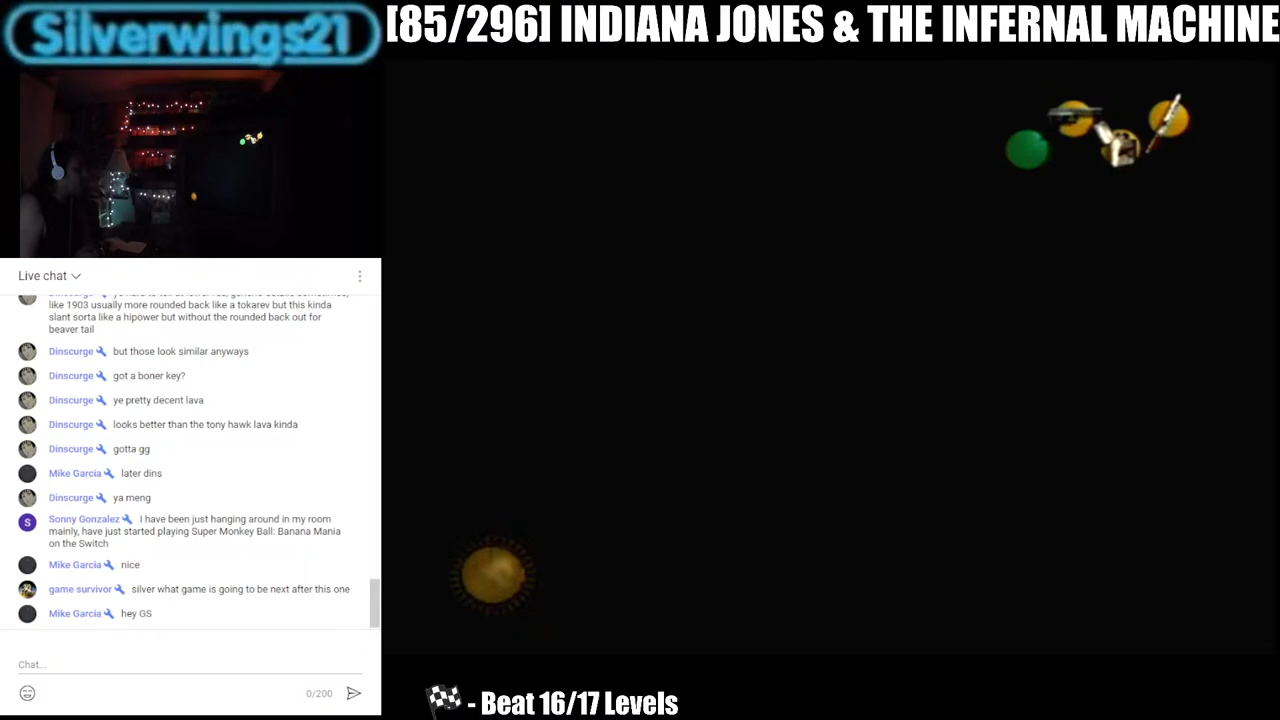 Silverwings21
[85/296] INDIANA JONES & THE INFERNAL MACHINE
Live chat
like 1903 usually more rounded back like a tokarev but this kinda
slant sorta like a hipower but without the rounded back out for
beaver tail
Dinscurge but those look similar anyways
Dinscurge got a boner key?
Dinscurge ye pretty decent lava
Dinscurge looks better than the tony hawk lava kinda
Dinscurge gotta gg
Mike Garcia later dins
Dinscurge ya meng
S
Sonny Gonzalez I have been just hanging around in my room
mainly, have just started playing Super Monkey Ball: Banana Mania
on the Switch
Mike Garcia nice
game survivor silver what game is going to be next after this one
Mike Garcia hey GS
Chat...
0/200
- Beat 16/17 Levels